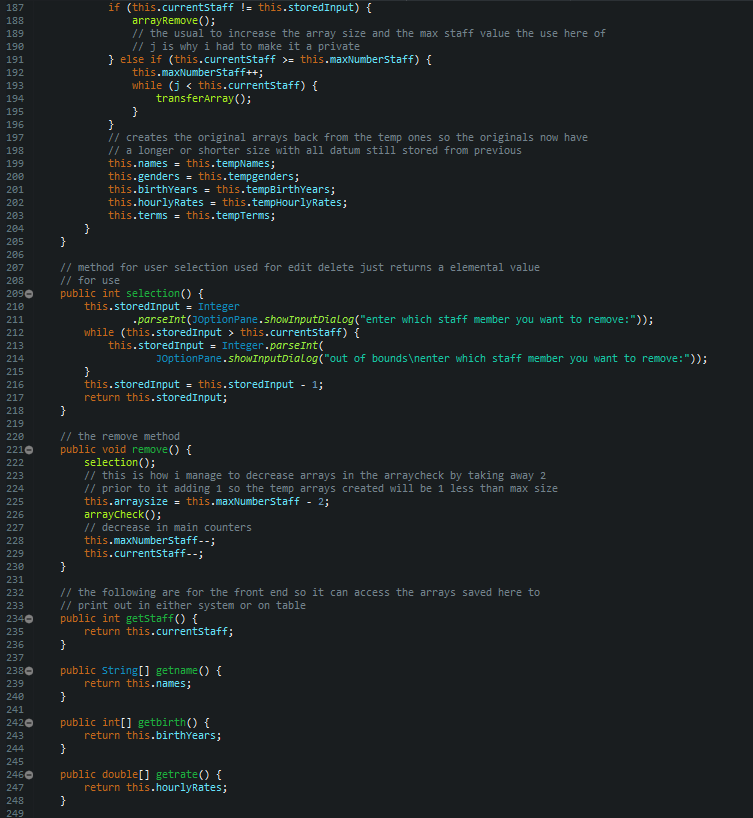 187 if (this.currentStaff != this.storedInput) {
188 arrayRemove();
189 // the usual to increase the array size and the max staff value the use here of
190 // j is why i had to make it a private
191 } else if (this.currentStaff >= this.maxNumberStaff) {
192 this.maxNumberStaff++;
193 while (j < this.currentStaff) {
194 transferArray();
195 }
196 }
197 // creates the original arrays back from the temp ones so the originals now have
198 // a longer or shorter size with all datum still stored from previous
199 this.names = this.tempNames;
200 this.genders = this.tempgenders;
201 this.birthYears = this.tempBirthYears;
202 this.hourlyRates = this.tempHourlyRates;
203 this.terms = this.tempTerms;
204 }
205 }
206
207 // method for user selection used for edit delete just returns a elemental value
208 // for use
209 public int selection() {
210 this.storedInput = Integer
211 .parseInt(JOptionPane.showInputDialog("enter which staff member you want to remove:"));
212 while (this.storedInput > this.currentStaff) {
213 this.storedInput = Integer.parseInt(
214 JOptionPane.showInputDialog("out of bounds\nenter which staff member you want to remove:"));
215 }
216 this.storedInput = this.storedInput - 1;
217 return this.storedInput;
218 }
219
220 // the remove method
221 public void remove() {
222 selection();
223 // this is how i manage to decrease arrays in the arraycheck by taking away 2
224 // prior to it adding 1 so the temp arrays created will be 1 less than max size
225 this.arraysize = this.maxNumberStaff - 2;
226 arrayCheck();
227 // decrease in main counters
228 this.maxNumberStaff--;
229 this.currentStaff--;
230 }
231
232 // the following are for the front end so it can access the arrays saved here to
233 // print out in either system or on table
234 public int getStaff() {
235 return this.currentStaff;
236 }
237
238 public String[] getname() {
239 return this.names;
240 }
241
242 public int[] getbirth() {
243 return this.birthYears;
244 }
245
246 public double[] getrate() {
247 return this.hourlyRates;
248 }
249